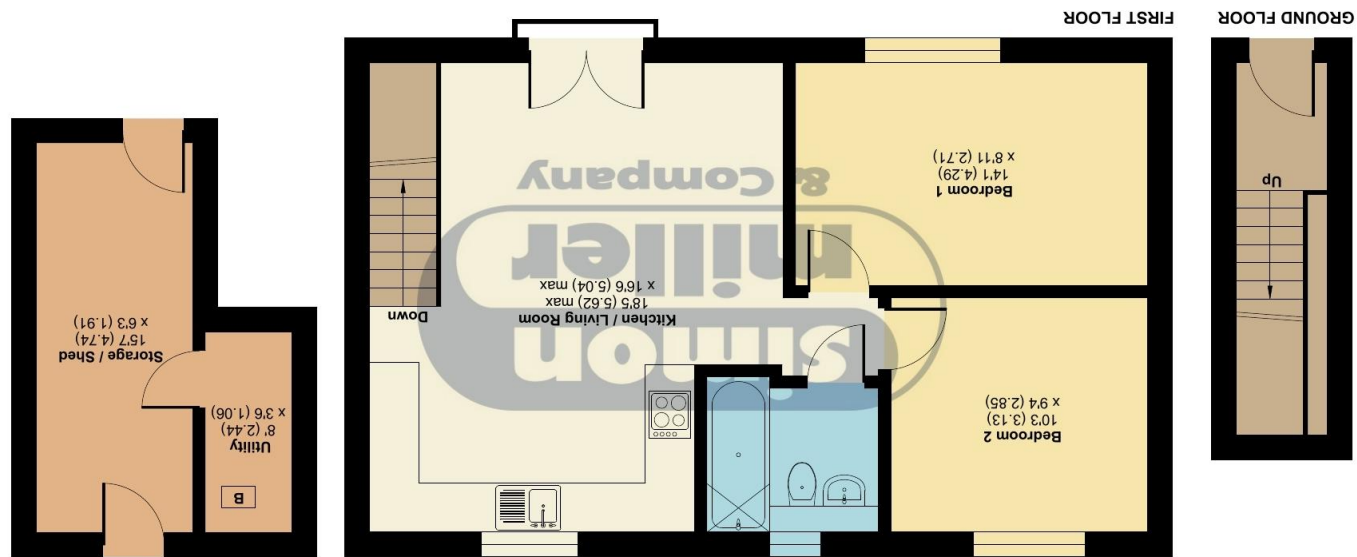 GROUND FLOOR
Up
FIRST FLOOR
Bedroom 2
10'3 (3.13)
x 9'4 (2.85)
Bedroom 1
14'1 (4.29)
x 8'11 (2.71)
Kitchen / Living Room
18'5 (5.62) max
x 16'6 (5.04) max
Down
simon
miller
& Company
B
Utility
8' (2.44)
x 3'6 (1.06)
Storage / Shed
15'7 (4.74)
x 6'3 (1.91)